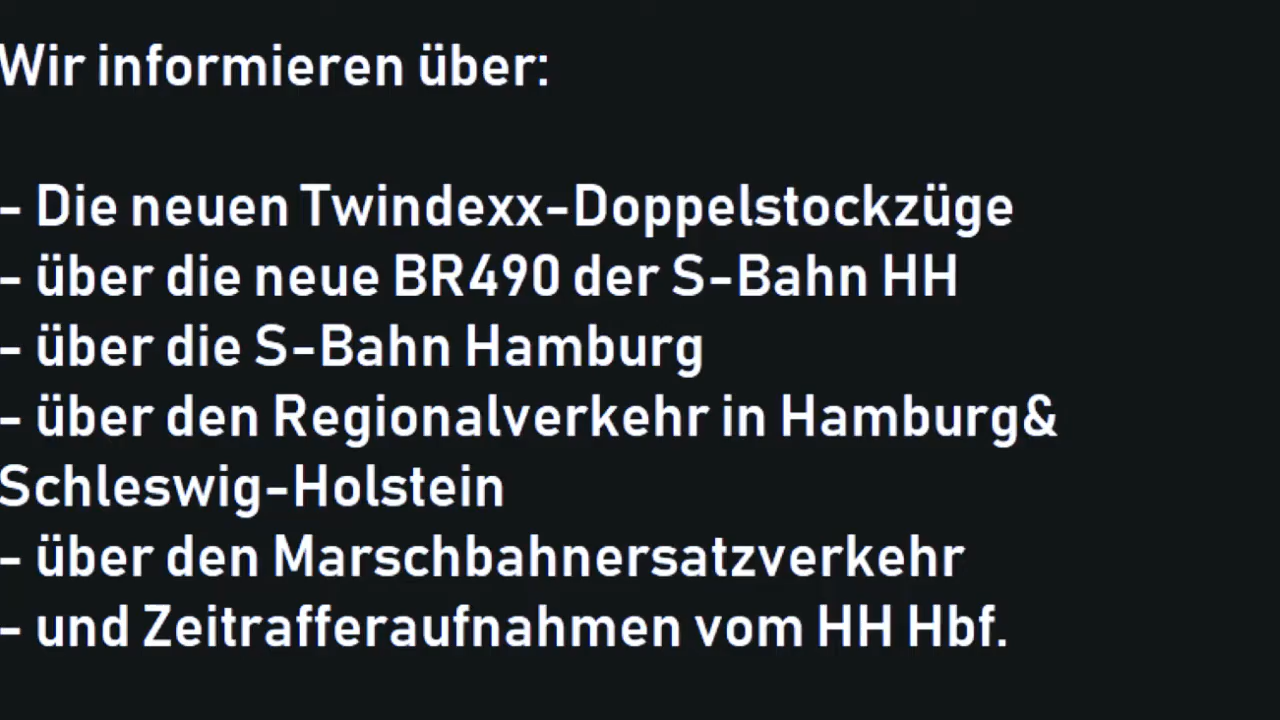 Wir informieren über:
- Die neuen Twindexx-Doppelstockzüge
- über die neue BR490 der S-Bahn HH
- über die S-Bahn Hamburg
- über den Regionalverkehr in Hamburg&
Schleswig-Holstein
- über den Marschbahnersatzverkehr
- und Zeitrafferaufnahmen vom HH Hbf.